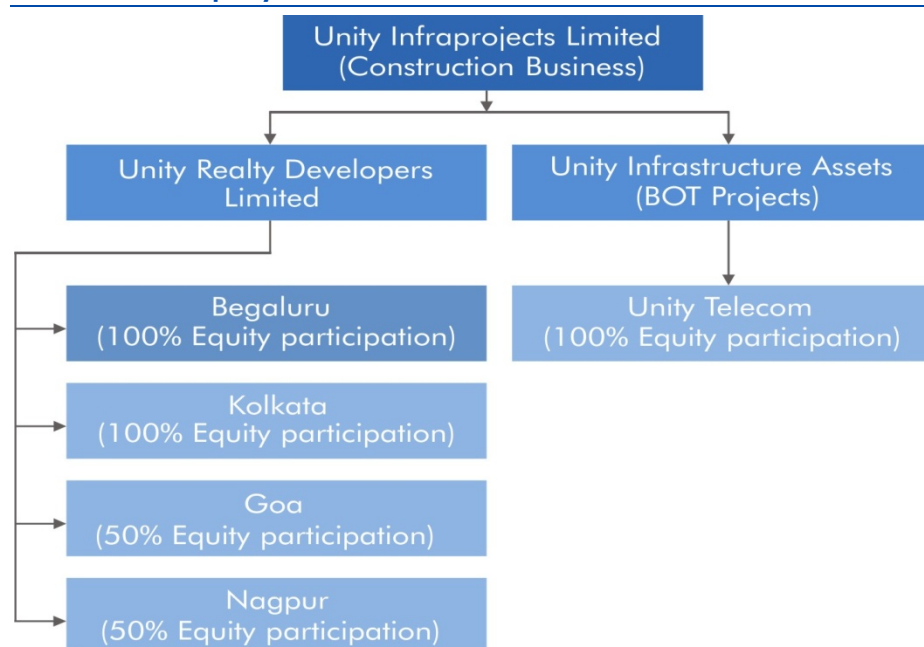 Unity Infraprojects Limited
(Construction Business)
Unity Realty Developers
Limited
Unity Infrastructure Assets
(BOT Projects)
Begaluru
(100% Equity participation)
Unity Telecom
(100% Equity participation)
Kolkata
(100% Equity participation)
Goa
(50% Equity participation)
Nagpur
(50% Equity participation)